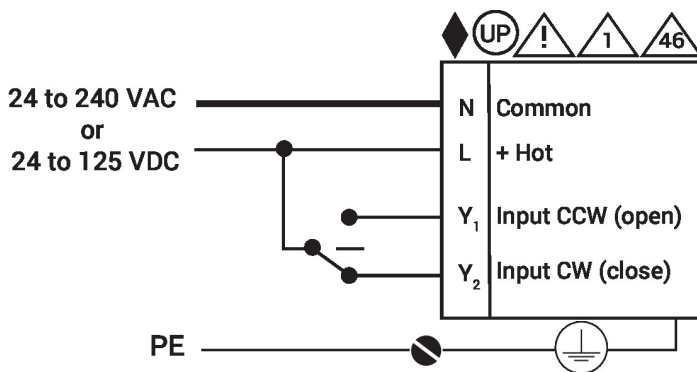 UP ! 1 46
24 to 240 VAC
or
24 to 125 VDC
N Common
L + Hot
Y₁ Input CCW (open)
Y₂ Input CW (close)
PE